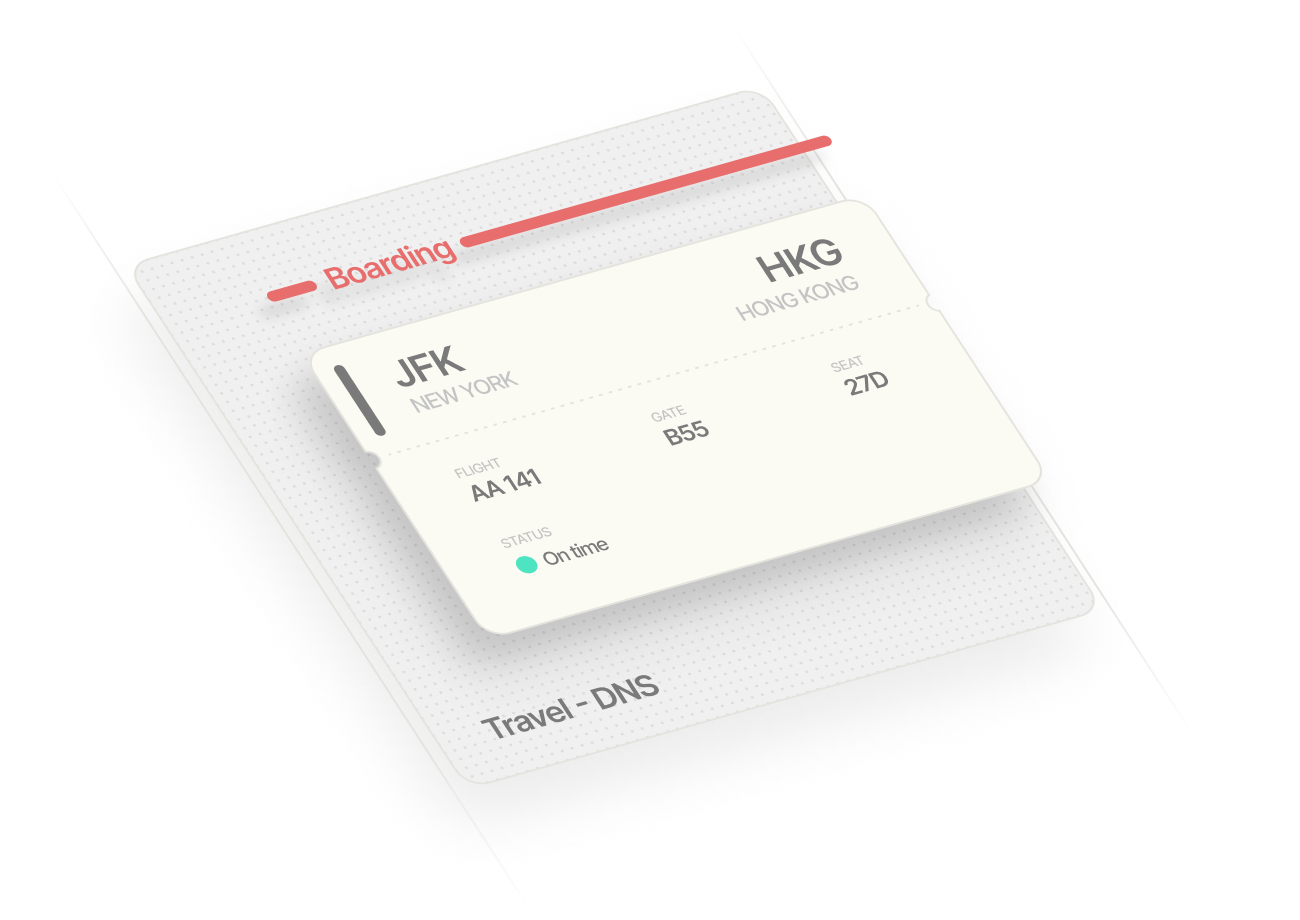 Boarding
HKG
HONG KONG
JFK
NEW YORK
SEAT
27D
GATE
B55
FLIGHT
AA 141
STATUS
On time
Travel - DNS